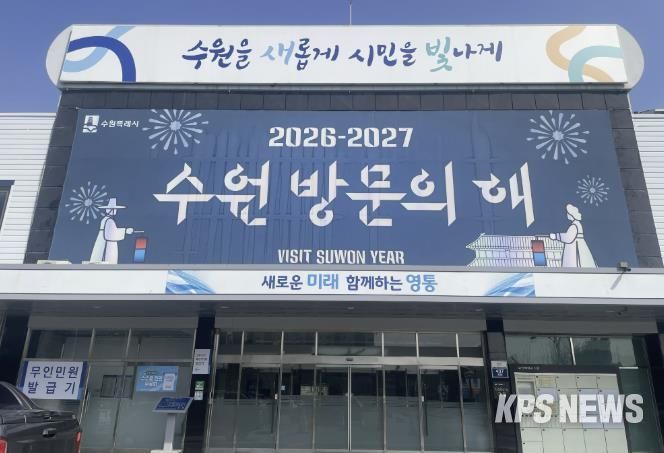 수원을 새롭게 시민을 빛나게
수원특례시
2026-2027
수원 방문의 해
VISIT SUWON YEAR
새로운 미래 함께하는 영통
무인민원
발급기
KPS NEWS